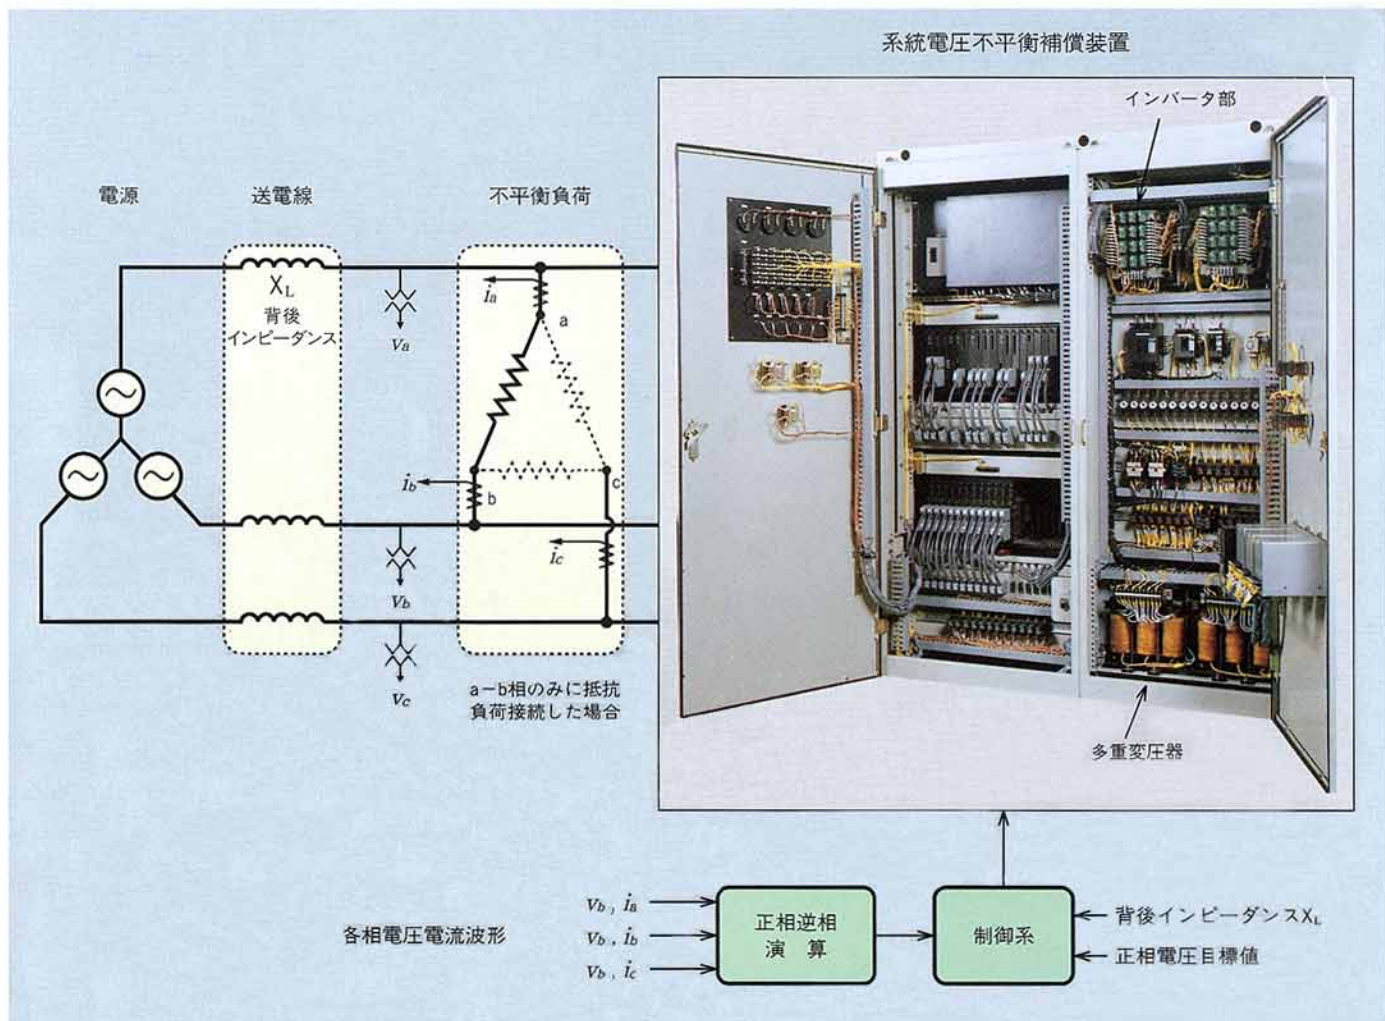 系統電圧不平衡補償装置
インバータ部
電源
送電線
不平衡負荷
XL
背後
インピーダンス
ia
a
va
ib
b
c
ic
vb
vc
a-b相のみに抵抗
負荷接続した場合
多重変圧器
各相電圧電流波形
vb, ia
vb, ib
vb, ic
正相逆相
演 算
制御系
背後インピーダンスXL
正相電圧目標値